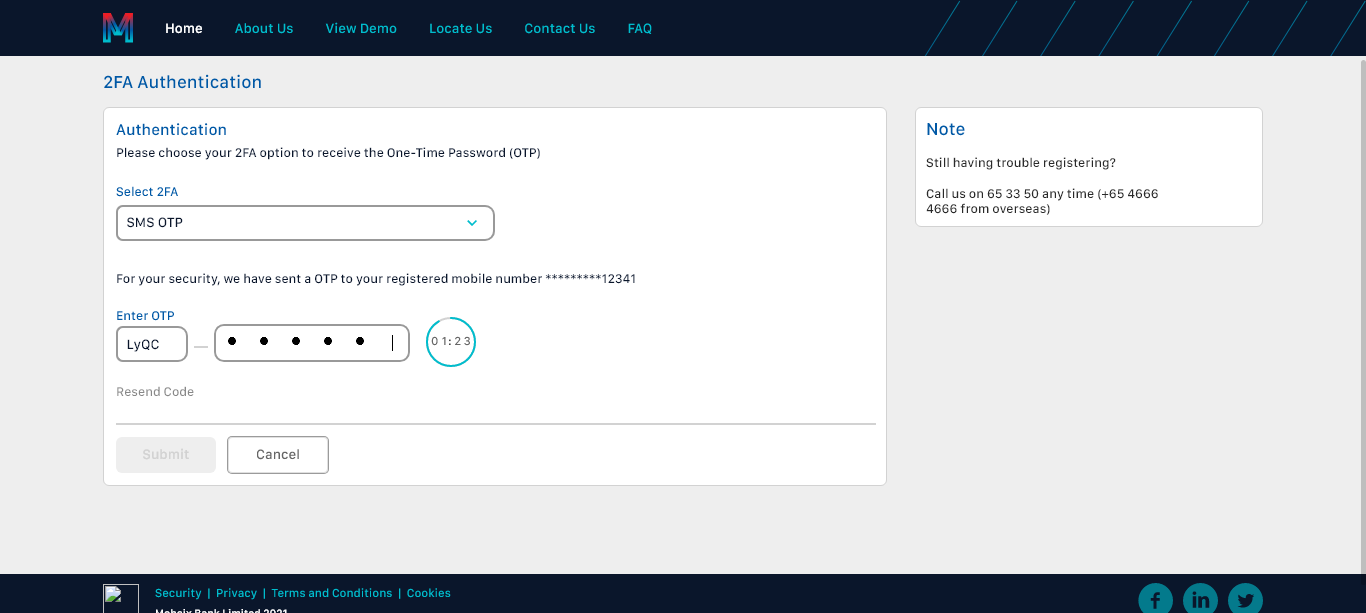 Home About Us View Demo Locate Us Contact Us FAQ
2FA Authentication
Authentication
Please choose your 2FA option to receive the One-Time Password (OTP)
Select 2FA
SMS OTP
For your security, we have sent a OTP to your registered mobile number *********12341
Enter OTP
LyQC
01:23
Resend Code
Submit Cancel
Note
Still having trouble registering?
Call us on 65 33 50 any time (+65 4666
4666 from overseas)
Security | Privacy | Terms and Conditions | Cookies
Bank Limited 2021